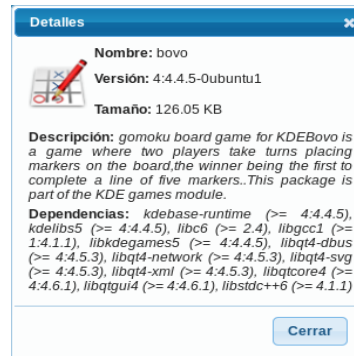 Detalles
Nombre: bovo
Versión: 4:4.4.5-0ubuntu1
Tamaño: 126.05 KB
Descripción: gomoku board game for KDEBovo is
a game where two players take turns placing
markers on the board,the winner being the first to
complete a line of five markers..This package is
part of the KDE games module.
Dependencias: kdebase-runtime (>= 4:4.4.5),
kdelibs5 (>= 4:4.4.5), libc6 (>= 2.4), libgcc1 (>=
1:4.1.1), libkdegames5 (>= 4:4.4.5), libqt4-dbus
(>= 4:4.5.3), libqt4-network (>= 4:4.5.3), libqt4-svg
(>= 4:4.5.3), libqt4-xml (>= 4:4.5.3), libqtcore4 (>=
4:4.6.1), libqtgui4 (>= 4:4.6.1), libstdc++6 (>= 4.1.1)
Cerrar